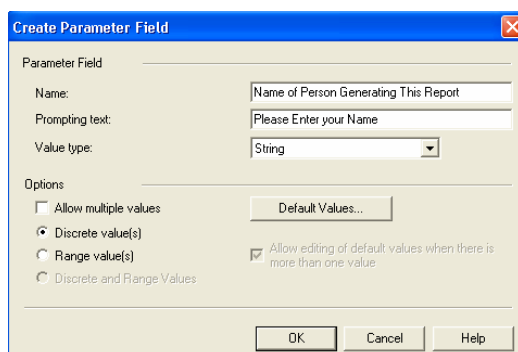 Create Parameter Field
Parameter Field
Name: Name of Person Generating This Report
Prompting text: Please Enter your Name
Value type: String
Options
Allow multiple values Default Values...
Discrete value(s)
Range value(s) Allow editing of default values when there is
more than one value
Discrete and Range Values
OK Cancel Help